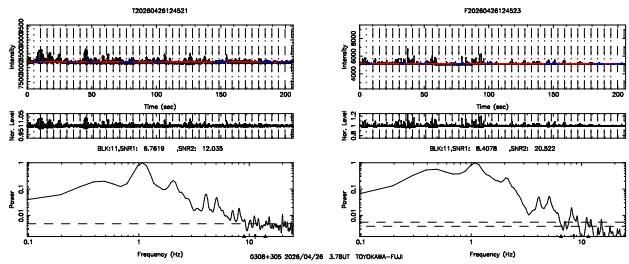 T20260426124521
F20260426124523
Intensity
8500
7500
0
50
100
150
200
Time (sec)
Intensity
4000 6000 8000
0
50
100
150
200
Time (sec)
Nor. Level
0.95 1 1.05
BLK:11,SNR1: 6.7619 ,SNR2: 12.035
Nor. Level
0.8 1 1.2
BLK:11,SNR1: 8.4078 ,SNR2: 20.522
Power
1
0.1
0.01
0.1
1
10
Frequency (Hz)
Power
1
0.1
0.01
0.1
1
10
Frequency (Hz)
0308+305 2026/04/26 3.78UT TOYOKAWA-FUJI